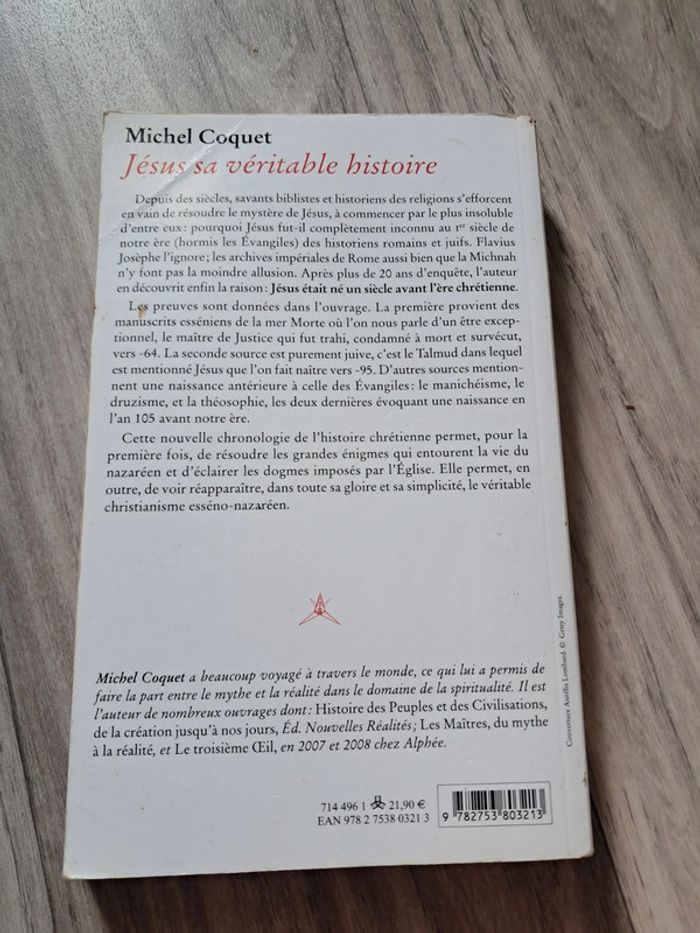 Michel Coquet
Jésus sa véritable histoire
Depuis des siècles, savants biblistes et historiens des religions s'efforcent
en vain de résoudre le mystère de Jésus, à commencer par le plus insoluble
d'entre eux : pourquoi Jésus fut-il complètement inconnu au 1er siècle de
notre ère (hormis les Évangiles) des historiens romains et juifs. Flavius
Josèphe l'ignore ; les archives impériales de Rome aussi bien que la Michnah
n'y font pas la moindre allusion. Après plus de 20 ans d'enquête, l'auteur
en découvrit enfin la raison : Jésus était né un siècle avant l'ère chrétienne.
Les preuves sont données dans l'ouvrage. La première provient des
manuscrits esséniens de la mer Morte où l'on nous parle d'un être excep-
tionnel, le maître de Justice qui fut trahi, condamné à mort et survécut,
vers -64. La seconde source est purement juive, c'est le Talmud dans lequel
est mentionné Jésus que l'on fait naître vers -95. D'autres sources mention-
nent une naissance antérieure à celle des Évangiles : le manichéisme, le
druzisme, et la théosophie, les deux dernières évoquant une naissance en
l'an 105 avant notre ère.
Cette nouvelle chronologie de l'histoire chrétienne permet, pour la
première fois, de résoudre les grandes énigmes qui entourent la vie du
nazaréen et d'éclairer les dogmes imposés par l'Église. Elle permet, en
outre, de voir réapparaître, dans toute sa gloire et sa simplicité, le véritable
christianisme esséno-nazaréen.
Michel Coquet a beaucoup voyagé à travers le monde, ce qui lui a permis de
faire la part entre le mythe et la réalité dans le domaine de la spiritualité. Il est
l'auteur de nombreux ouvrages dont : Histoire des Peuples et des Civilisations,
de la création jusqu'à nos jours, Éd. Nouvelles Réalités ; Les Maîtres, du mythe
à la réalité, et Le troisième Œil, en 2007 et 2008 chez Alphée.
Couverture Aurélia Lombard. © Getty Images.
714 496 1 21,90 €
EAN 978 2 7538 0321 3
9 782753 803213